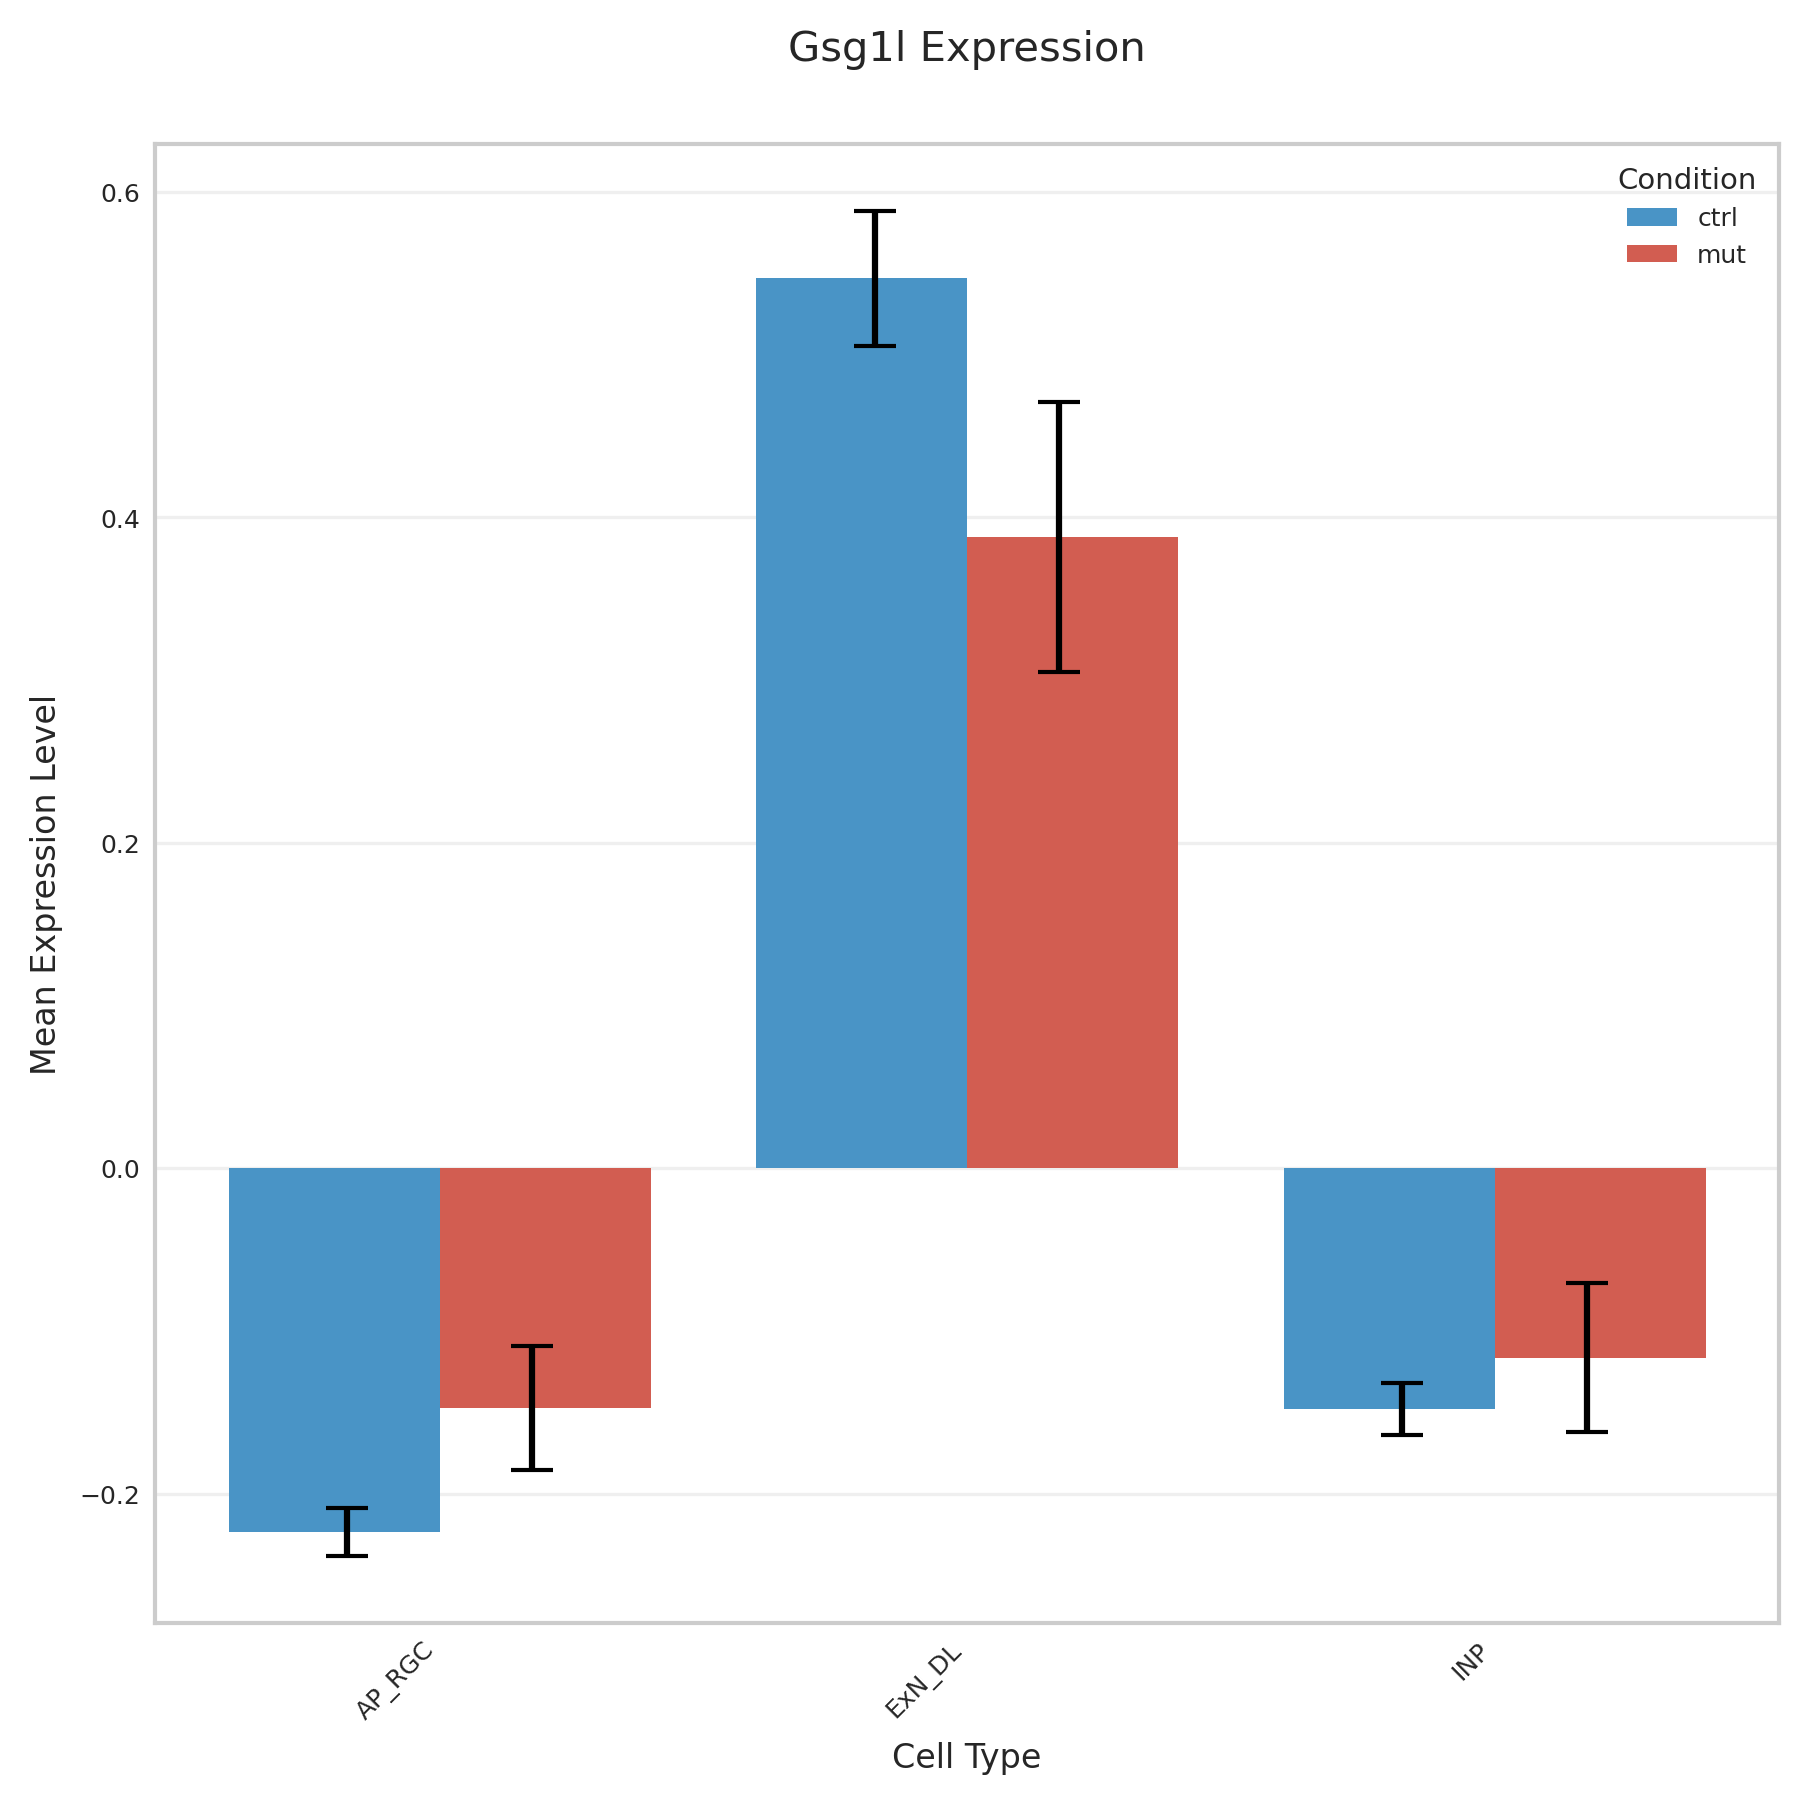 Gsg1l Expression
Condition
ctrl
mut
0.6
0.4
0.2
0.0
−0.2
Mean Expression Level
AP_RGC
ExN_DL
INP
Cell Type